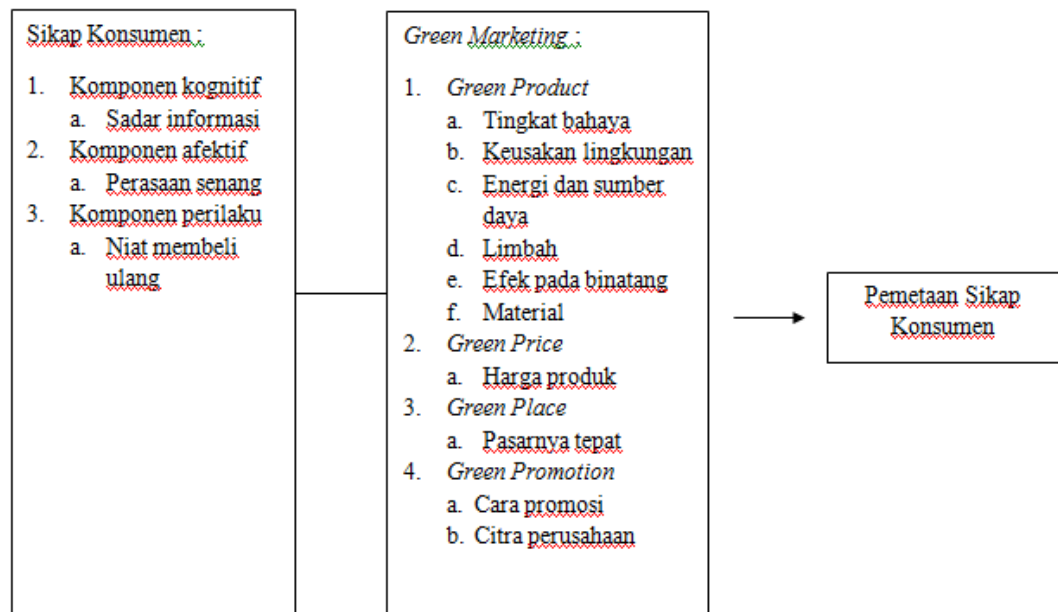 Sikap Konsumen :
1. Komponen kognitif
a. Sadar informasi
2. Komponen afektif
a. Perasaan senang
3. Komponen perilaku
a. Niat membeli
ulang
Green Marketing :
1. Green Product
a. Tingkat bahaya
b. Keusakan lingkungan
c. Energi dan sumber
daya
d. Limbah
e. Efek pada binatang
f. Material
2. Green Price
a. Harga produk
3. Green Place
a. Pasarnya tepat
4. Green Promotion
a. Cara promosi
b. Citra perusahaan
Pemetaan Sikap
Konsumen